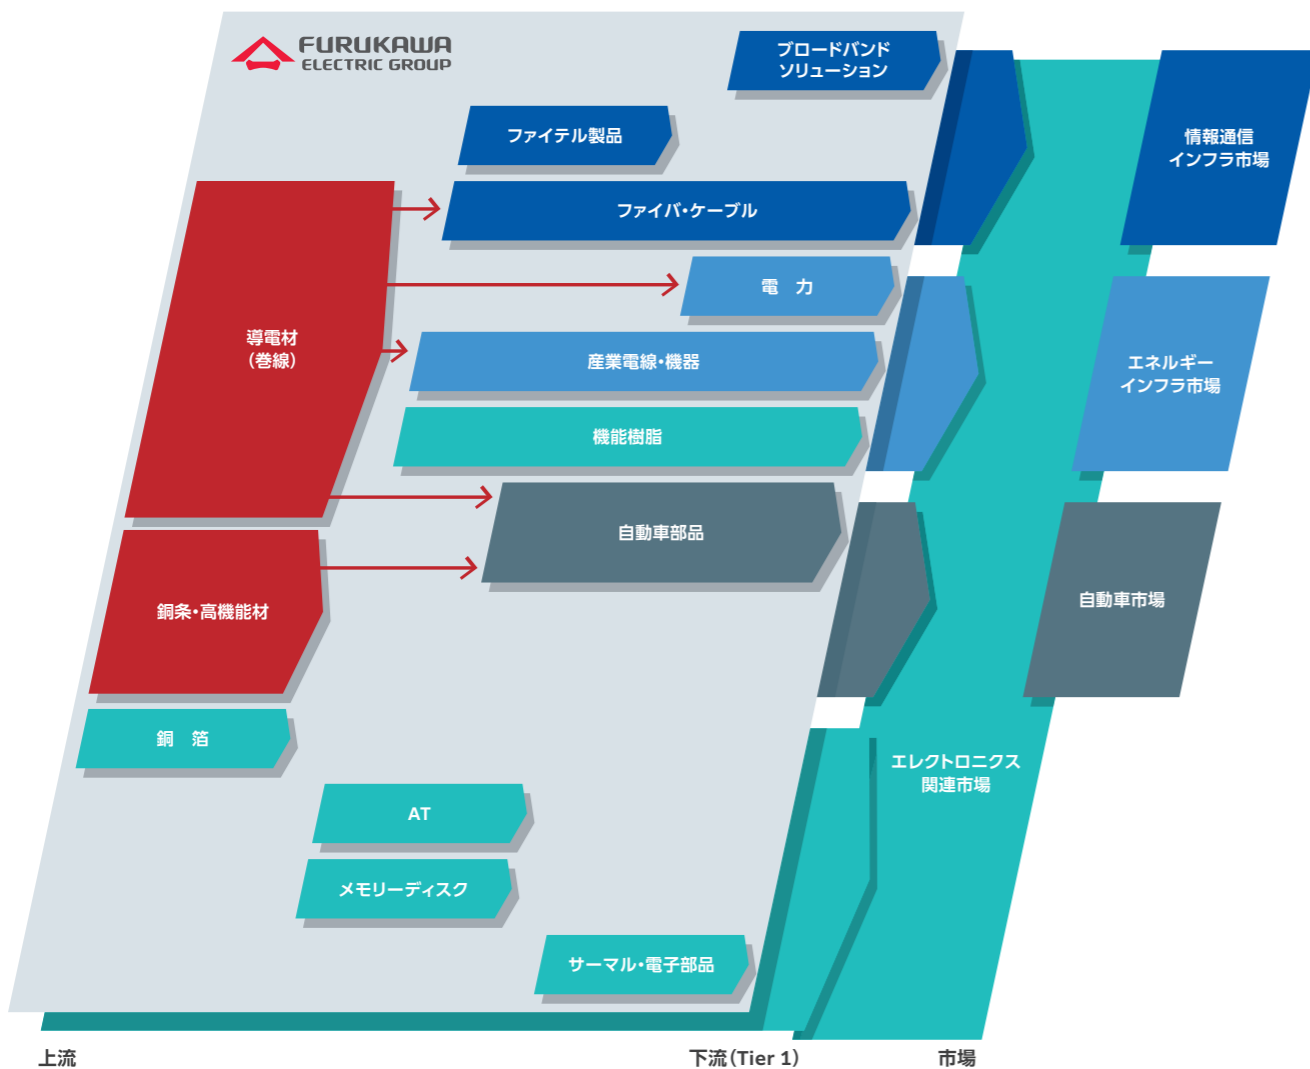 FURUKAWA
ELECTRIC GROUP
ブロードバンド
ソリューション
ファイテル製品
ファイバ・ケーブル
電　力
産業電線・機器
機能樹脂
自動車部品
導電材
（巻線）
銅条・高機能材
銅　箔
AT
メモリーディスク
サーマル・電子部品
情報通信
インフラ市場
エネルギー
インフラ市場
自動車市場
エレクトロニクス
関連市場
上流
下流（Tier 1）
市場